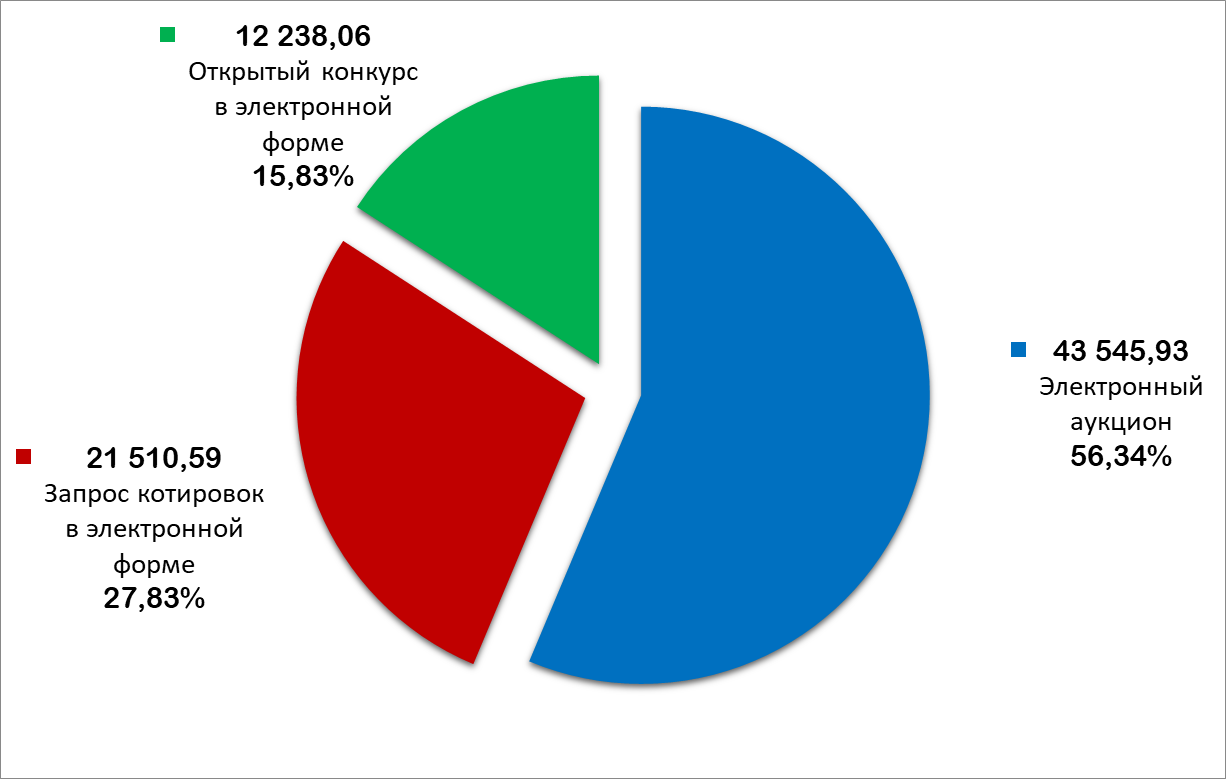 12 238,06
Открытый конкурс
в электронной
форме
15,83%
43 545,93
Электронный
аукцион
56,34%
21 510,59
Запрос котировок
в электронной
форме
27,83%